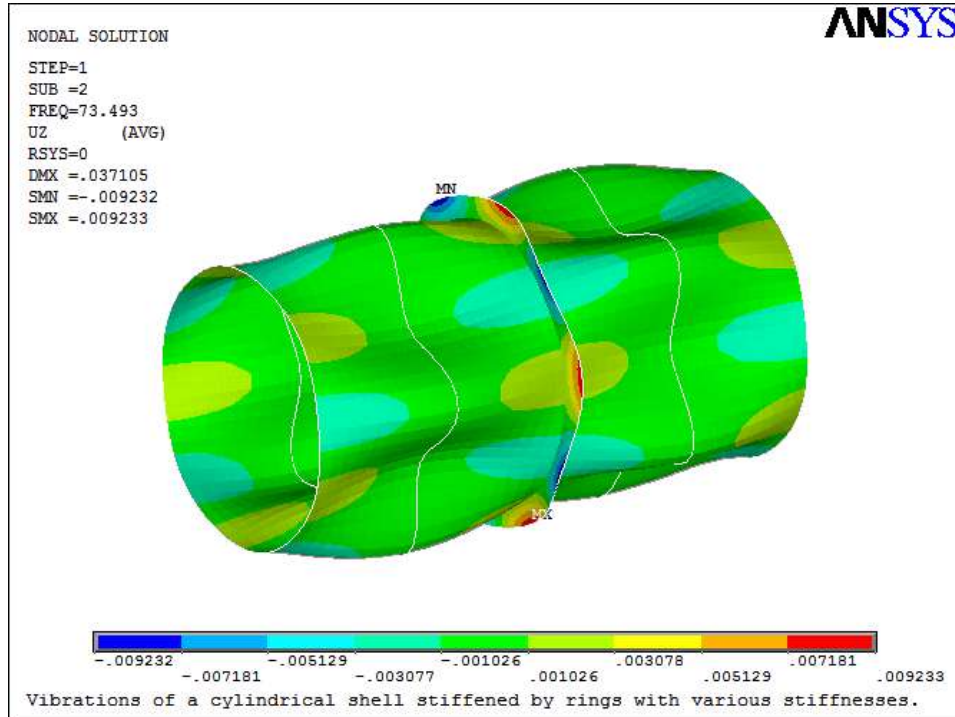 ANSYS
NODAL SOLUTION
STEP=1
SUB =2
FREQ=73.493
UZ (AVG)
RSYS=0
DMX =.037105
SMN =-.009232
SMX =.009233
MN
MX
-.009232 -.005129 -.001026 .003078 .007181
-.007181 -.003077 .001026 .005129 .009233
Vibrations of a cylindrical shell stiffened by rings with various stiffnesses.